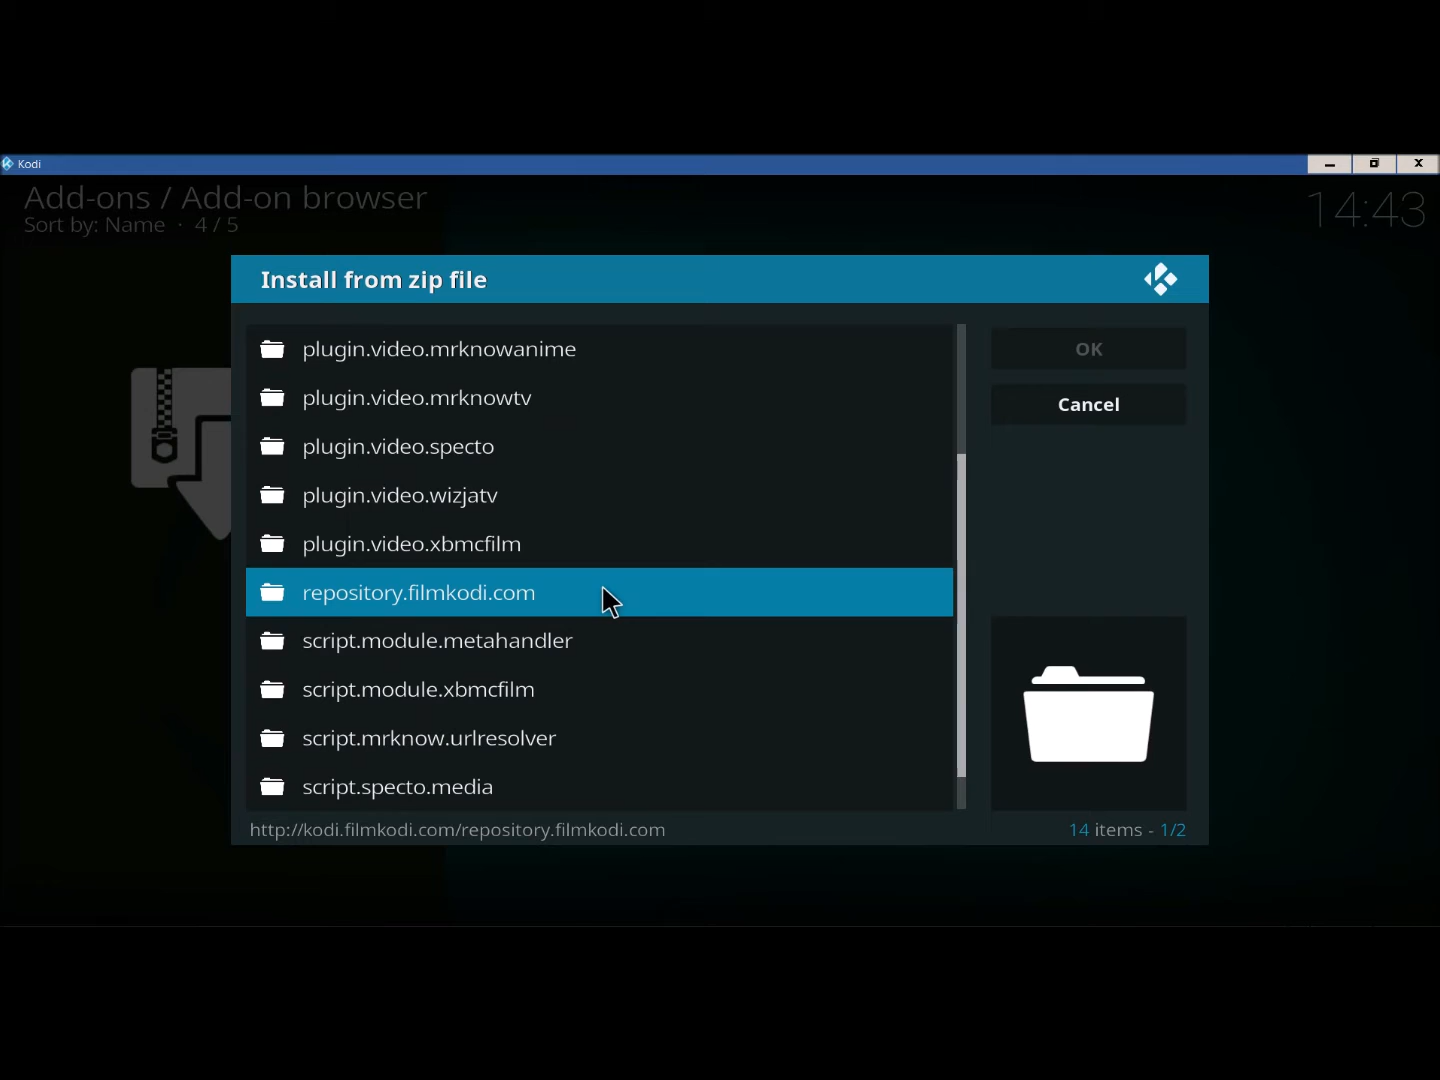 Kodi
Add-ons / Add-on browser
Sort by: Name · 4 / 5
14:43
Install from zip file
plugin.video.mrknowanime
plugin.video.mrknowtv
plugin.video.specto
plugin.video.wizjatv
plugin.video.xbmcfilm
repository.filmkodi.com
script.module.metahandler
script.module.xbmcfilm
script.mrknow.urlresolver
script.specto.media
OK
Cancel
http://kodi.filmkodi.com/repository.filmkodi.com
14 items - 1/2